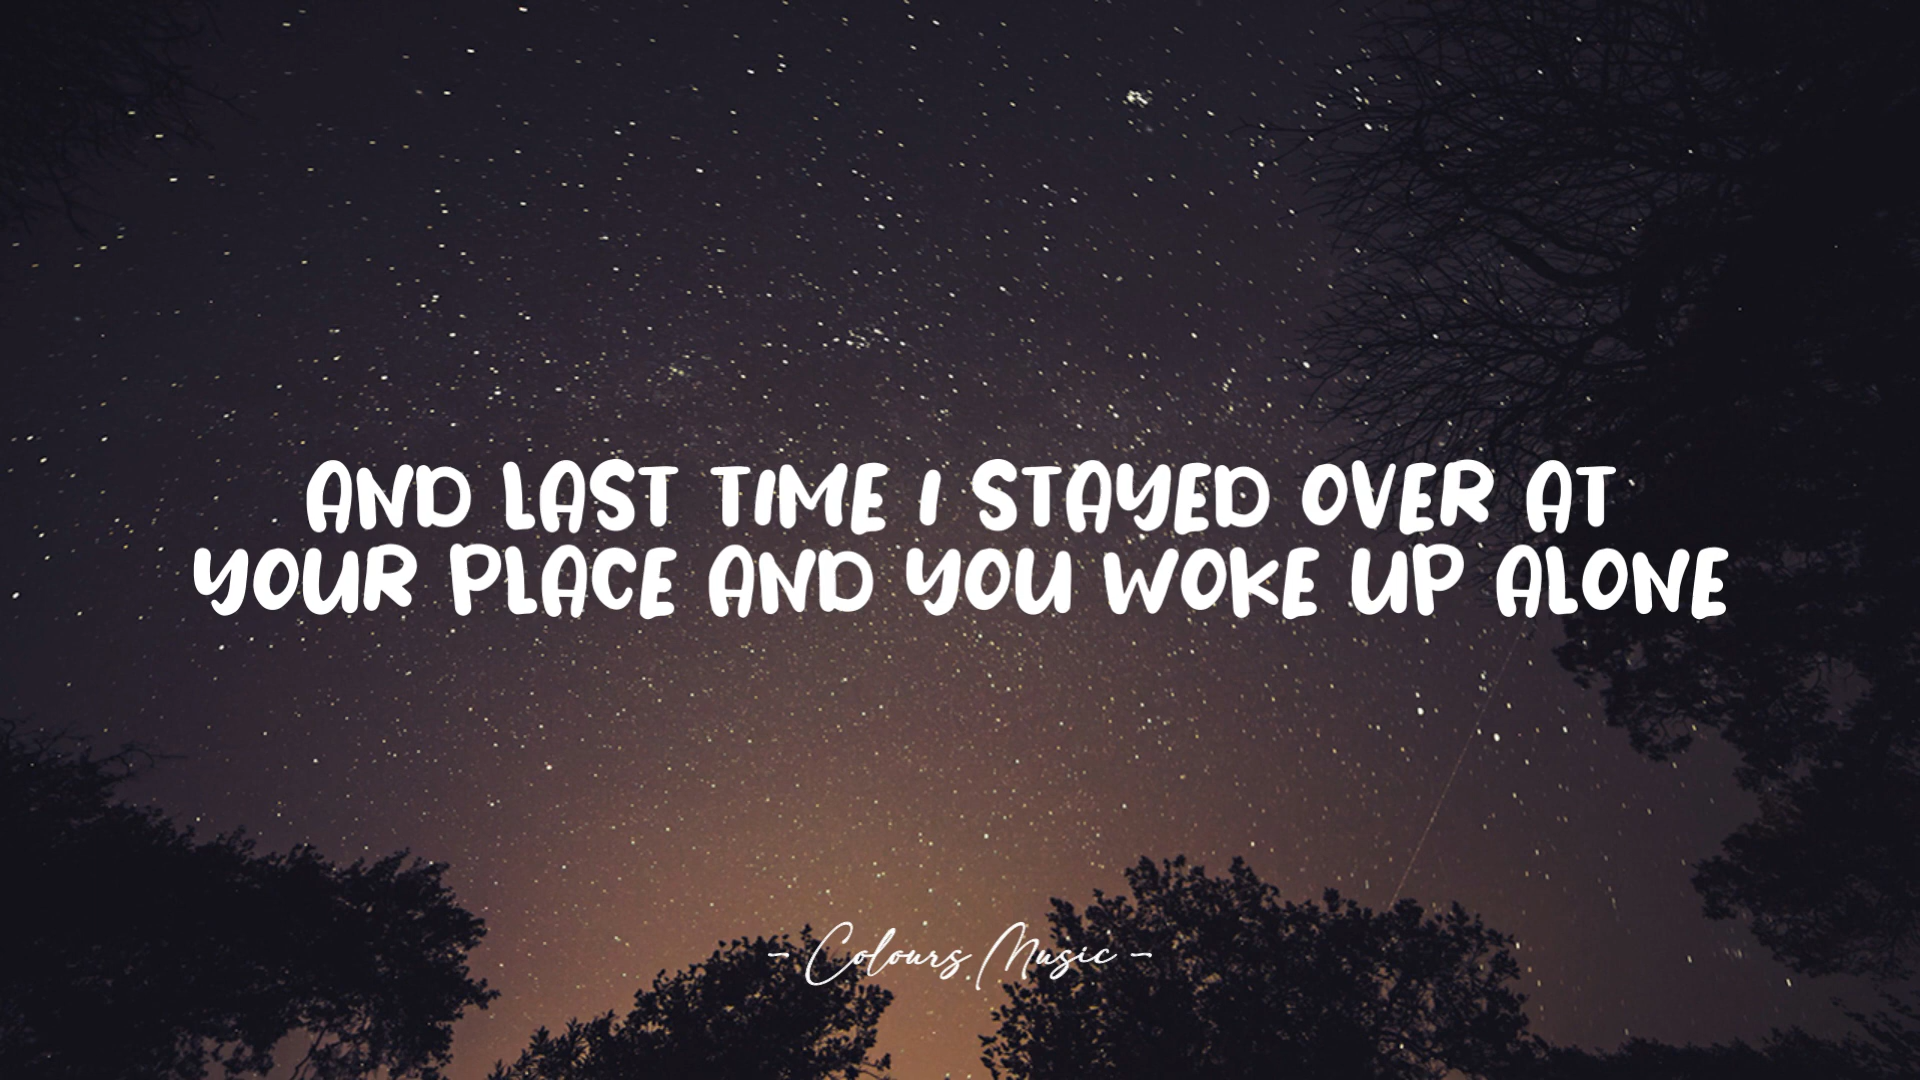 AND LAST TIME I STAYED OVER AT
YOUR PLACE AND YOU WOKE UP ALONE
- Colours Music -